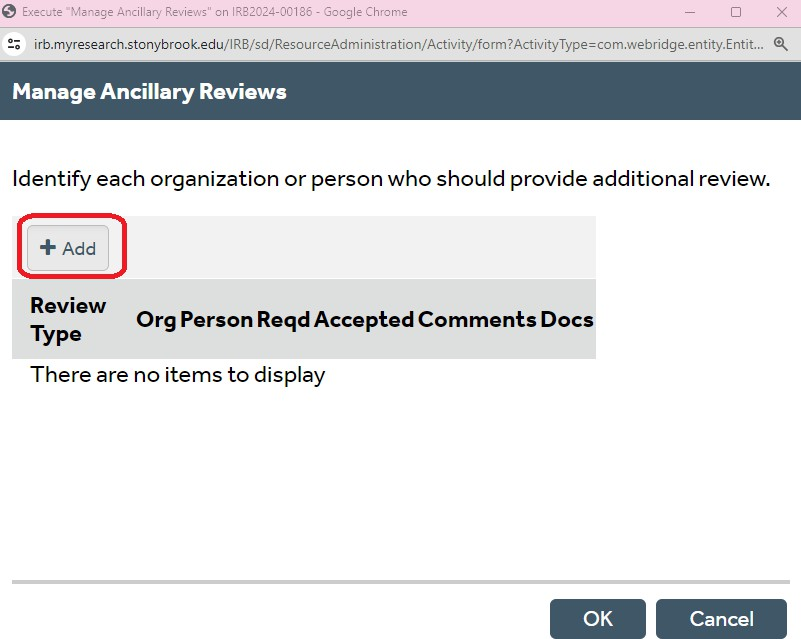 Execute "Manage Ancillary Reviews" on IRB2024-00186 - Google Chrome
irb.myresearch.stonybrook.edu/IRB/sd/ResourceAdministration/Activity/form?ActivityType=com.webridge.entity.Entit...
Manage Ancillary Reviews
Identify each organization or person who should provide additional review.
+ Add
Review Type Org Person Reqd Accepted Comments Docs
There are no items to display
OK Cancel